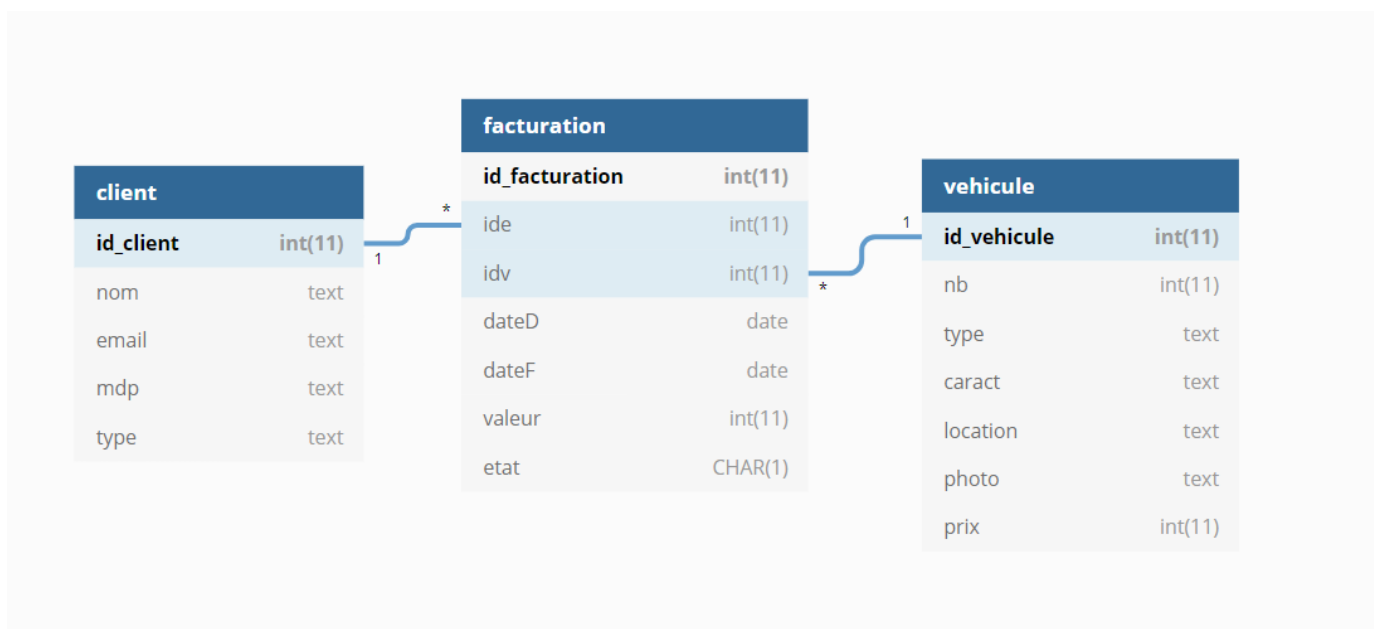 client
id_client int(11)
nom text
email text
mdp text
type text
1
*
facturation
id_facturation int(11)
ide int(11)
idv int(11)
dateD date
dateF date
valeur int(11)
etat CHAR(1)
*
1
vehicule
id_vehicule int(11)
nb int(11)
type text
caract text
location text
photo text
prix int(11)